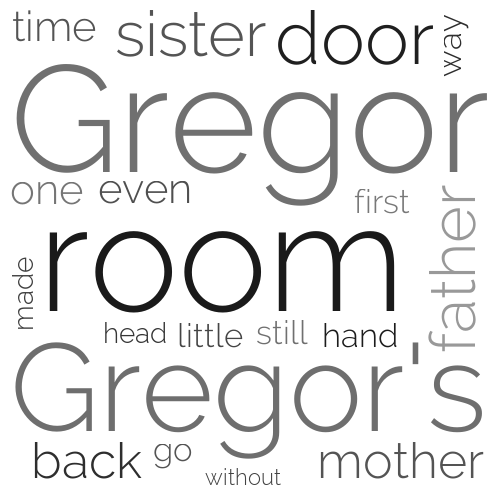 time sister door way
Gregor
one even first
room
made
father
head little still hand
Gregor's
back go mother
without